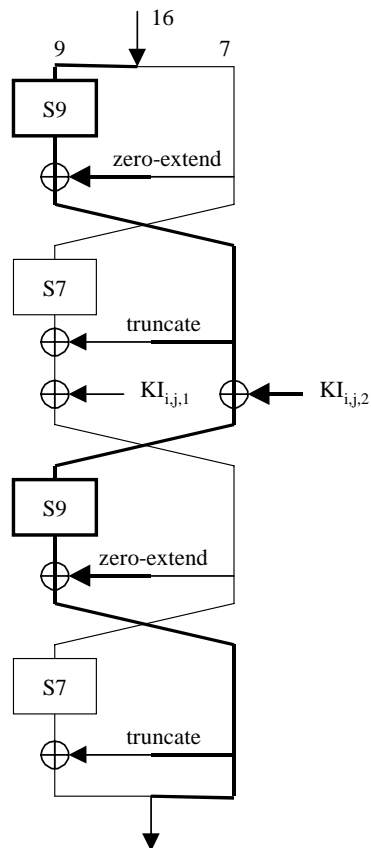 16
9 7
S9
zero-extend
S7
truncate
KI_{i,j,1} KI_{i,j,2}
S9
zero-extend
S7
truncate